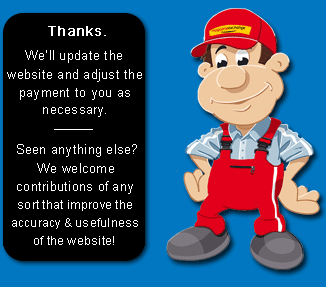 Thanks.
We'll update the
website and adjust the
payment to you as
necessary.
Seen anything else?
We welcome
contributions of any
sort that improve the
accuracy & usefulness
of the website!